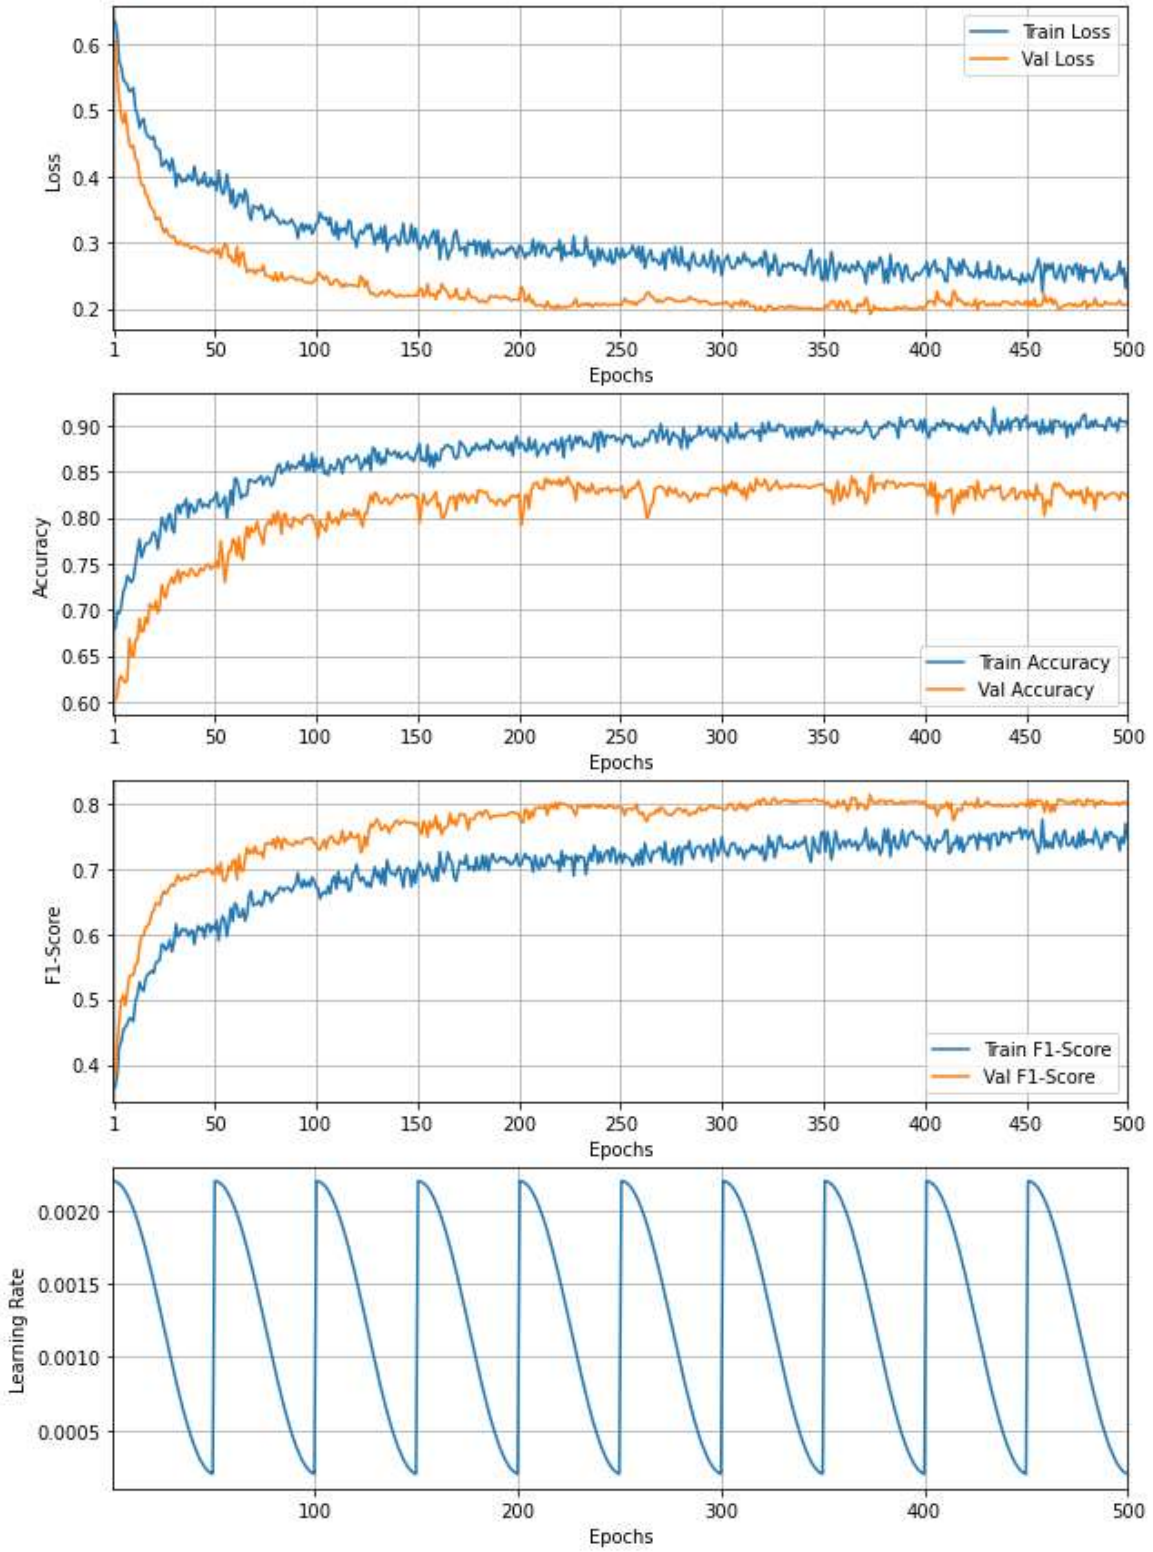 Train Loss
Val Loss
0.6
0.5
0.4
0.3
0.2
Loss
1 50 100 150 200 250 300 350 400 450 500
Epochs
0.90
0.85
0.80
0.75
0.70
0.65
0.60
Accuracy
Train Accuracy
Val Accuracy
1 50 100 150 200 250 300 350 400 450 500
Epochs
0.8
0.7
0.6
0.5
0.4
F1-Score
Train F1-Score
Val F1-Score
1 50 100 150 200 250 300 350 400 450 500
Epochs
0.0020
0.0015
0.0010
0.0005
Learning Rate
100 200 300 400 500
Epochs